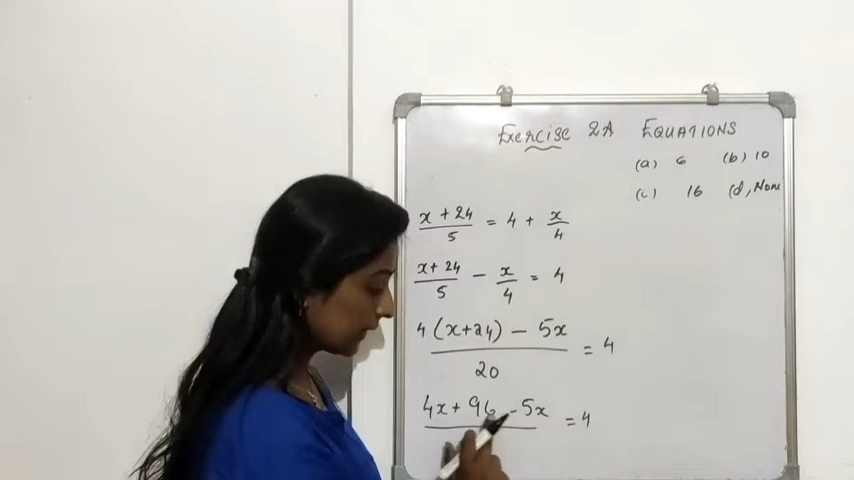 Exercise 2A EQUATIONS
(a) 6 (b) 10
(c) 16 (d, None
x + 24 / 5 = 4 + x / 4
x + 24 / 5 - x / 4 = 4
4 (x+24) - 5x / 20 = 4
4x + 96 - 5x = 4